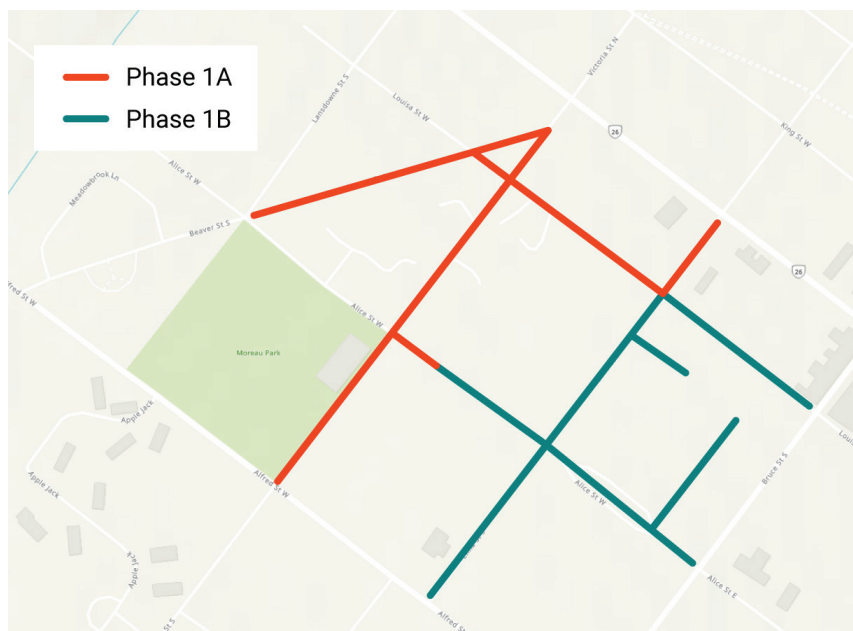 Phase 1A
Phase 1B
Lansdowne St S
Louisa St W
Victoria St N
26
King St W
Alice St W
Meadowbrook Ln
Beaver St S
26
Alice St W
Moreau Park
Apple Jack
Alfred St W
Apple Jack
Bruce St S
Alice St W
Apple Jack
Alice St E